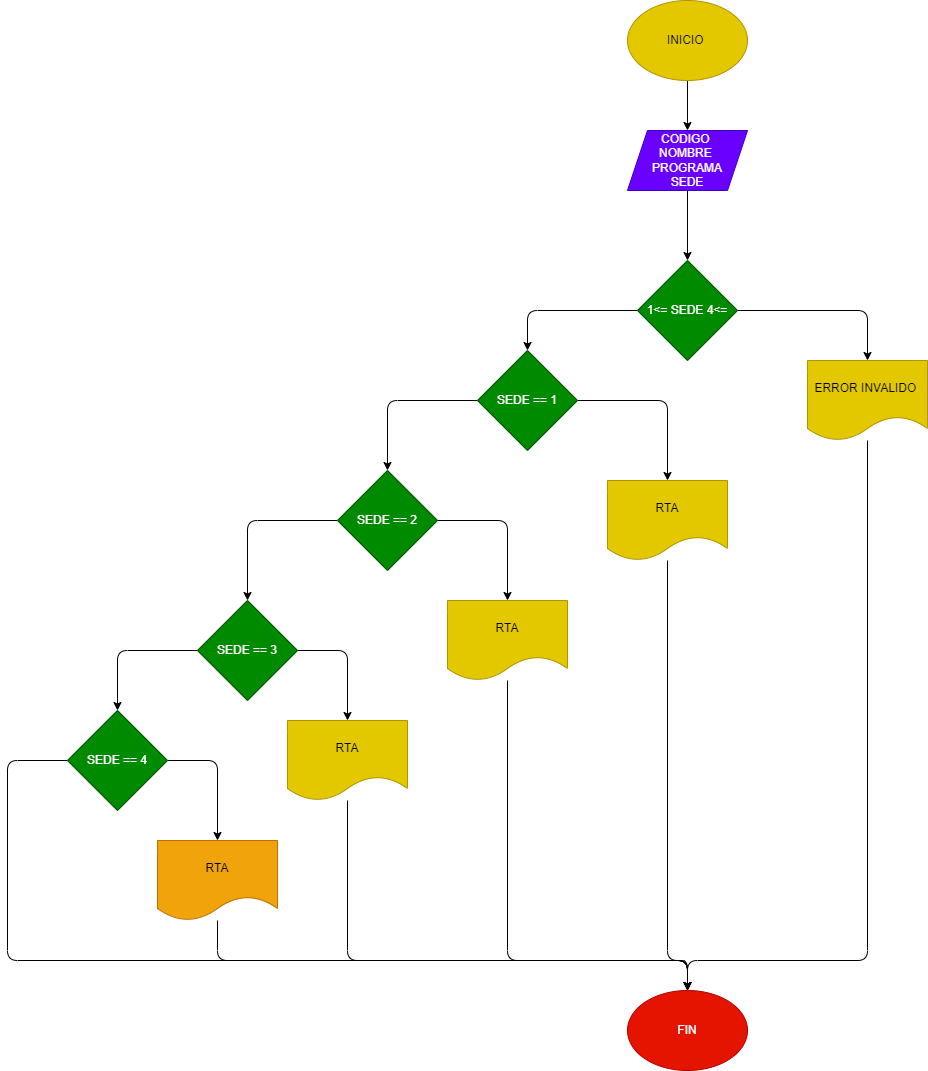 INICIO
CODIGO
NOMBRE
PROGRAMA
SEDE
1<= SEDE 4<=
ERROR INVALIDO
SEDE == 1
RTA
SEDE == 2
RTA
SEDE == 3
RTA
SEDE == 4
RTA
FIN